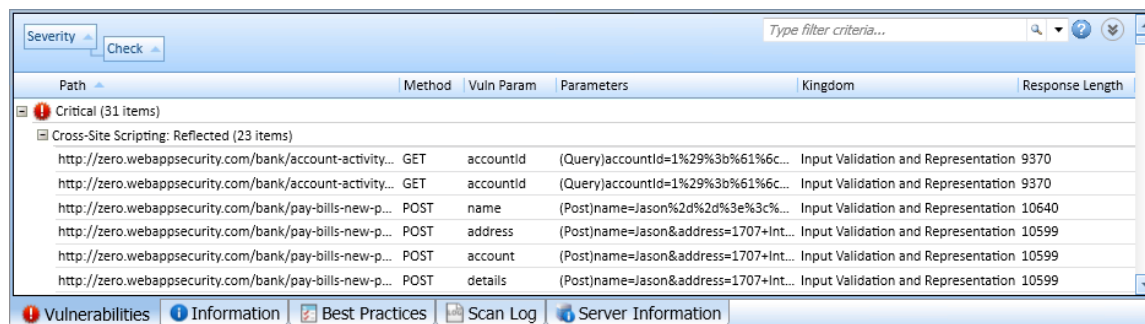 Severity
Check
Type filter criteria...
Path Method Vuln Param Parameters Kingdom Response Length
Critical (31 items)
Cross-Site Scripting: Reflected (23 items)
http://zero.webappsecurity.com/bank/account-activity... GET accountId (Query)accountId=1%29%3b%61%6c... Input Validation and Representation 9370
http://zero.webappsecurity.com/bank/account-activity... GET accountId (Query)accountId=1%29%3b%61%6c... Input Validation and Representation 9370
http://zero.webappsecurity.com/bank/pay-bills-new-p... POST name (Post)name=Jason%2d%2d%3e%3c%... Input Validation and Representation 10640
http://zero.webappsecurity.com/bank/pay-bills-new-p... POST address (Post)name=Jason&address=1707+Int... Input Validation and Representation 10599
http://zero.webappsecurity.com/bank/pay-bills-new-p... POST account (Post)name=Jason&address=1707+Int... Input Validation and Representation 10599
http://zero.webappsecurity.com/bank/pay-bills-new-p... POST details (Post)name=Jason&address=1707+Int... Input Validation and Representation 10599
Vulnerabilities Information Best Practices Scan Log Server Information